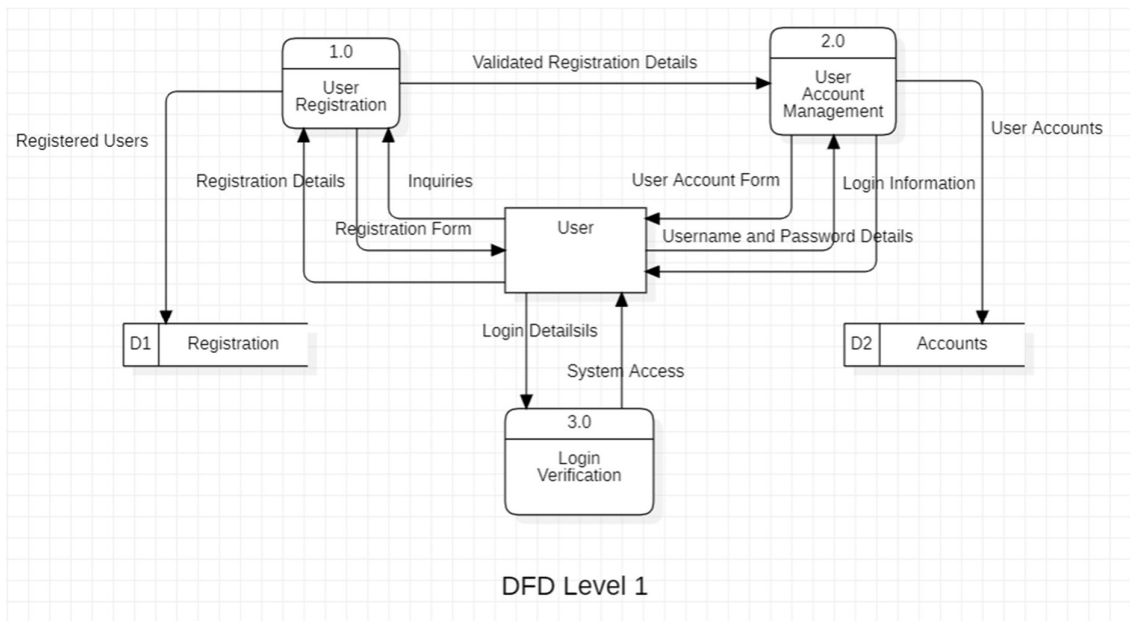 1.0
User
Registration
2.0
User
Account
Management
Validated Registration Details
Registered Users
User Accounts
Registration Details
Inquiries
User Account Form
Login Information
Registration Form
User
Username and Password Details
D1
Registration
Login Detailsils
D2
Accounts
System Access
3.0
Login
Verification
DFD Level 1